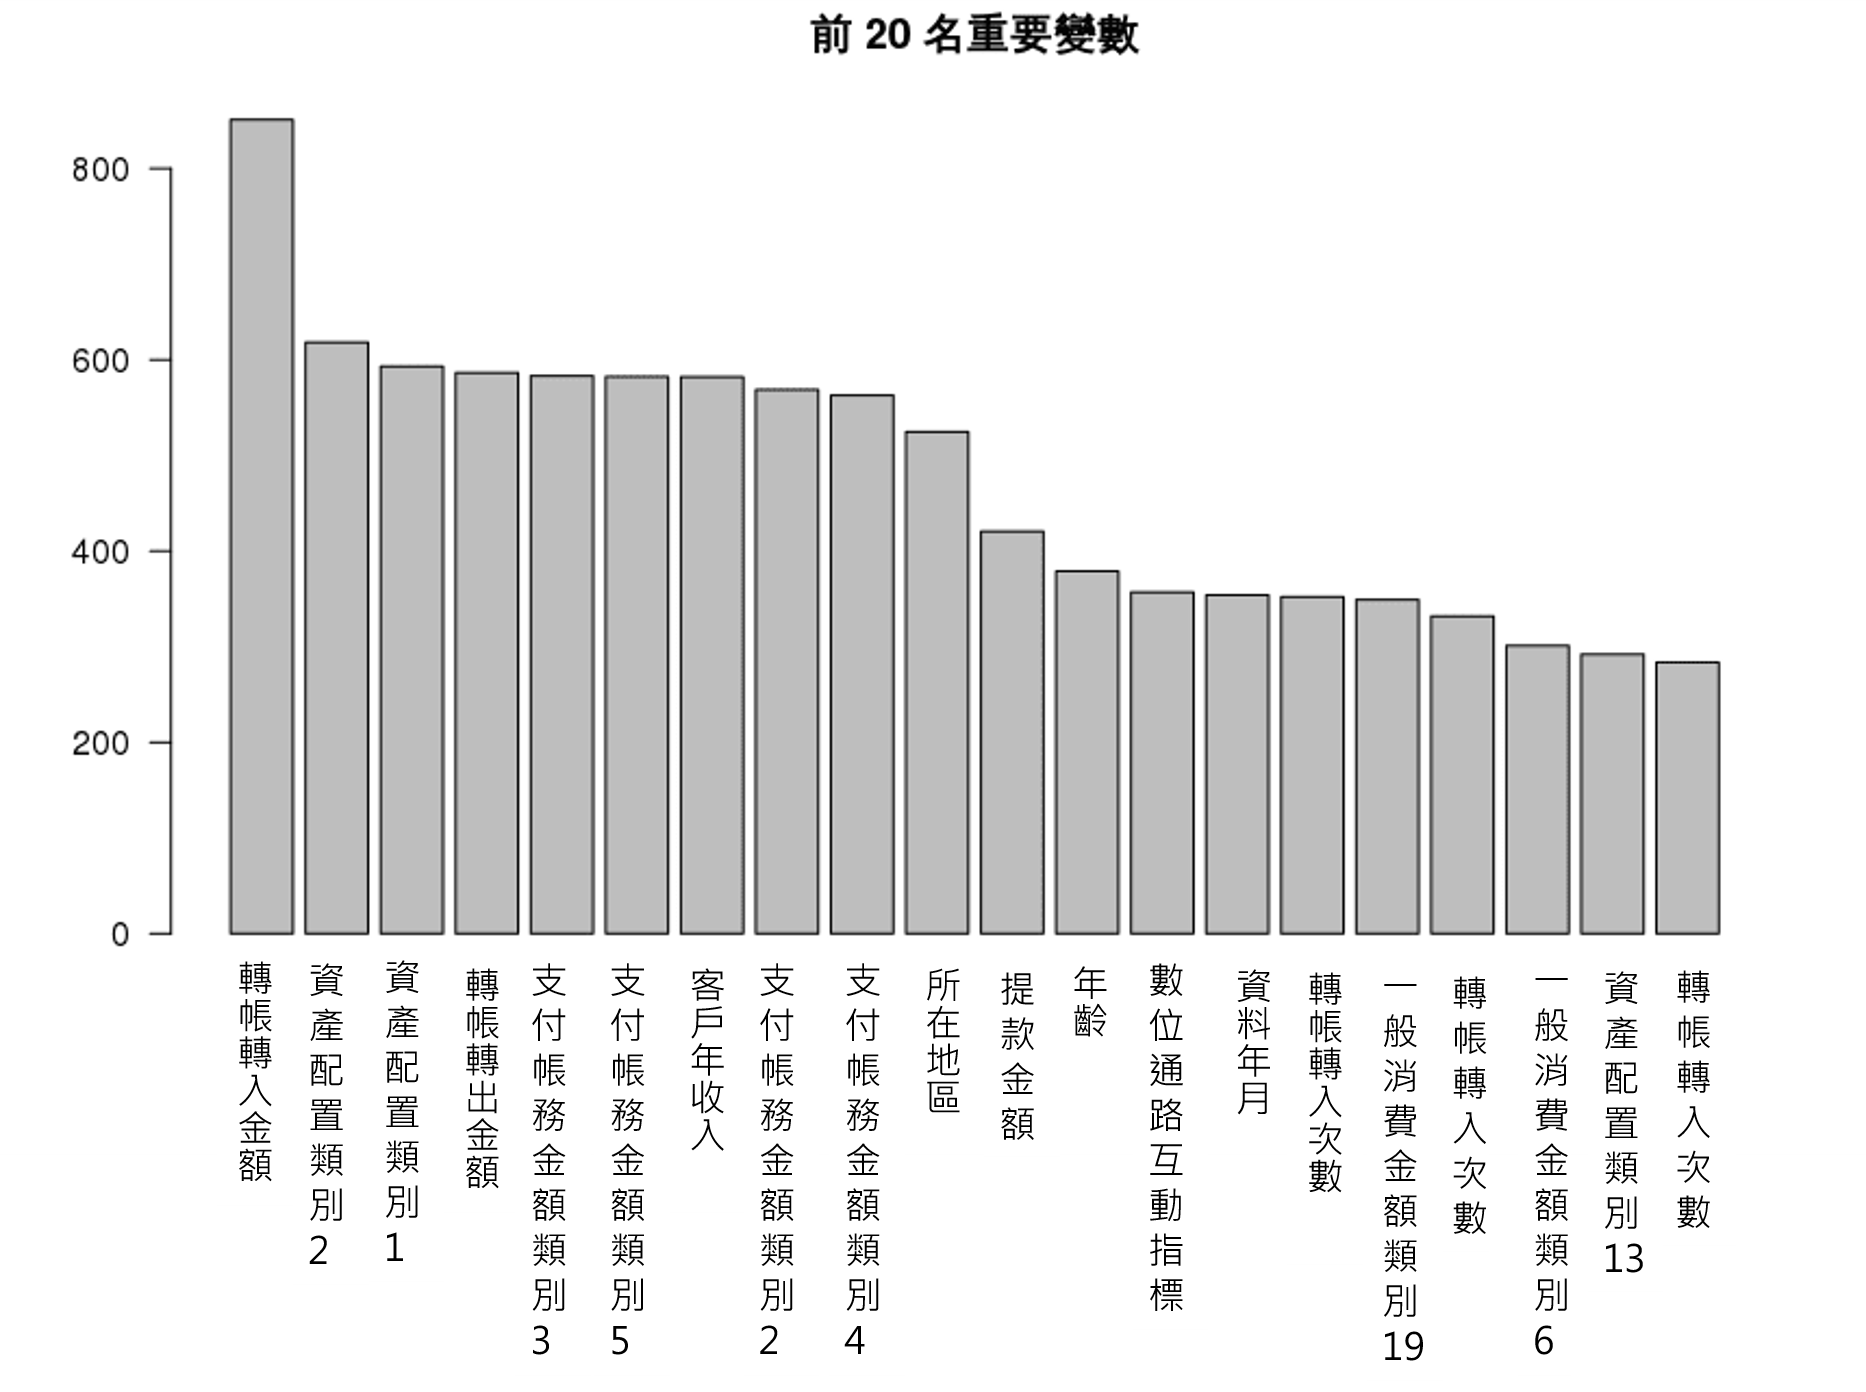 前 20 名重要變數
800
600
400
200
0
轉帳轉入金額
資產配置類別2
資產配置類別1
轉帳轉出金額
支付帳務金額類別3
支付帳務金額類別5
客戶年收入
支付帳務金額類別2
支付帳務金額類別4
所在地區
提款金額
年齡
數位通路互動指標
資料年月
轉帳轉入次數
一般消費金額類別19
轉帳轉入次數
一般消費金額類別6
資產配置類別13
轉帳轉入次數